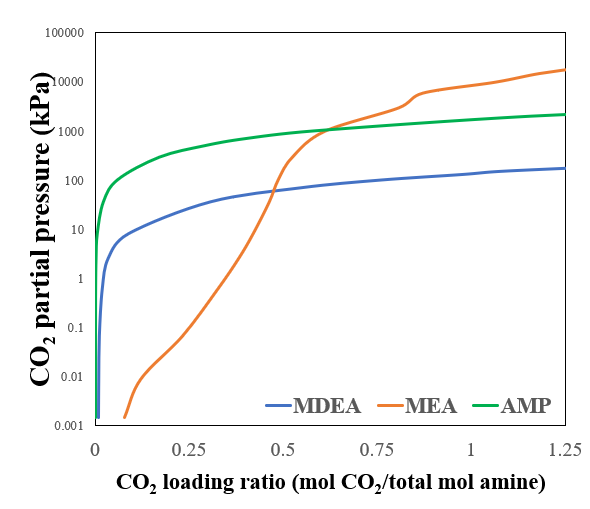 CO₂ partial pressure (kPa)
100000
10000
1000
100
10
1
0.1
0.01
0.001
MDEA MEA AMP
0 0.25 0.5 0.75 1 1.25
CO₂ loading ratio (mol CO₂/total mol amine)